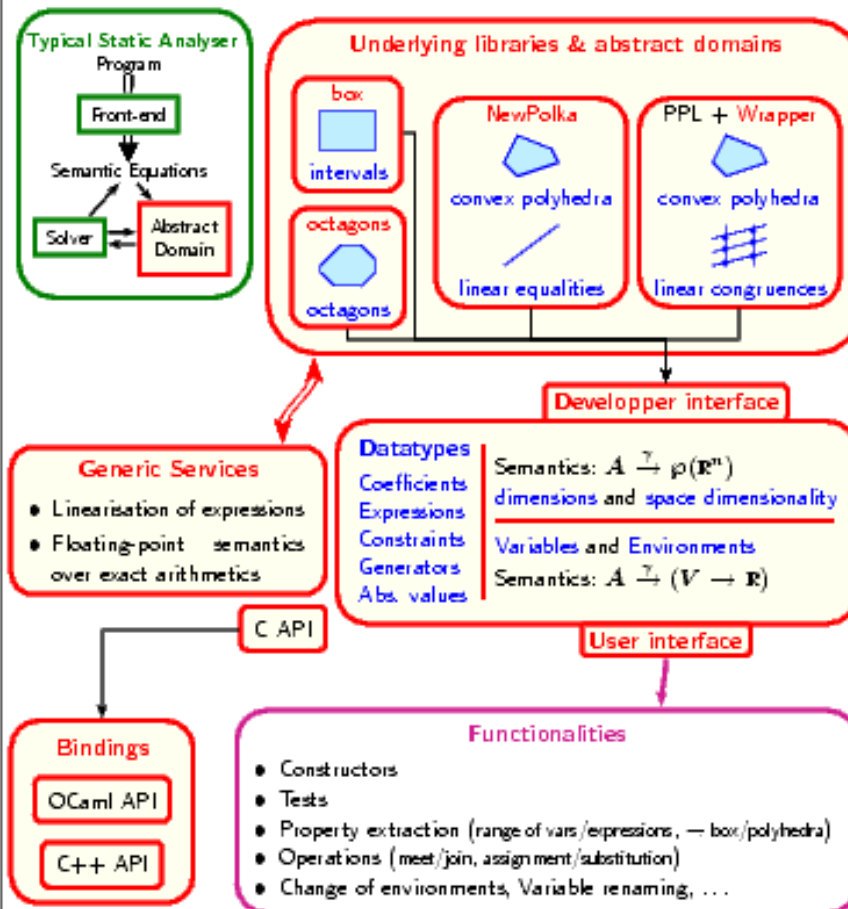 Typical Static Analyser
Program
Front-end
Semantic Equations
Solver
Abstract
Domain
Underlying libraries & abstract domains
box
intervals
octagons
octagons
NewPolka
convex polyhedra
linear equalities
PPL + Wrapper
convex polyhedra
linear congruences
Developper interface
Generic Services
• Linearisation of expressions
• Floating-point semantics
over exact arithmetics
Datatypes
Coefficients
Expressions
Constraints
Generators
Abs. values
Semantics: A →γ ℘(ℝⁿ)
dimensions and space dimensionality
Variables and Environments
Semantics: A →γ (V → ℝ)
C API
User interface
Bindings
OCaml API
C++ API
Functionalities
• Constructors
• Tests
• Property extraction (range of vars/expressions, → box/polyhedra)
• Operations (meet/join, assignment/substitution)
• Change of environments, Variable renaming, ...